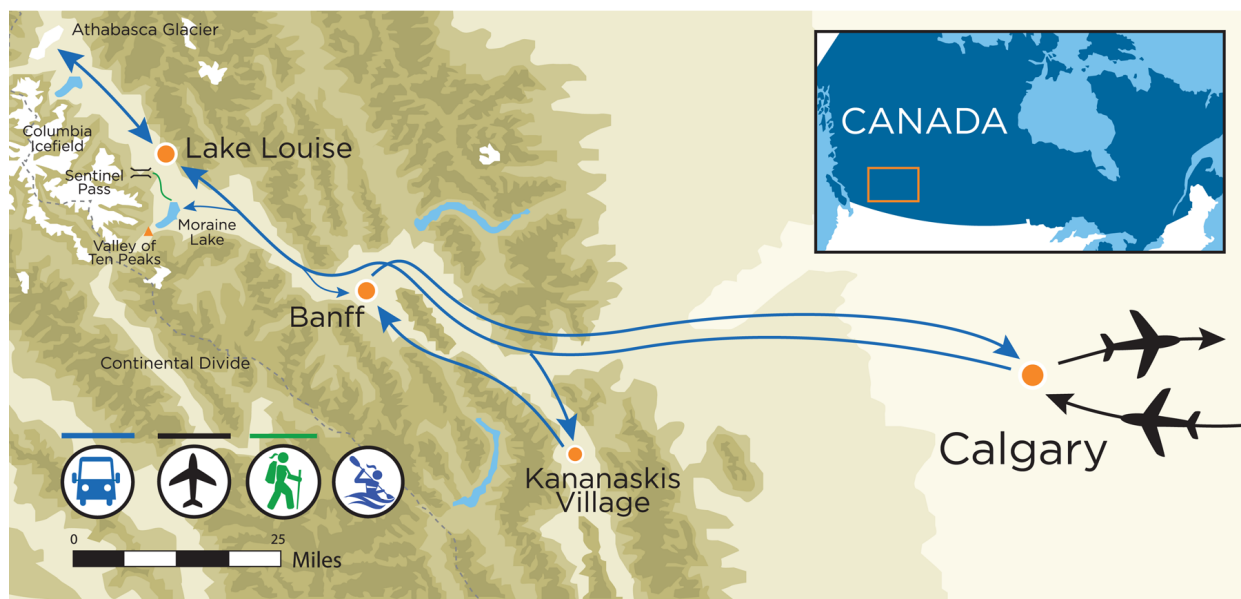 Athabasca Glacier
CANADA
Columbia
Icefield
Lake Louise
Sentinel
Pass
Moraine
Lake
Valley of
Ten Peaks
Banff
Continental Divide
Calgary
Kananaskis
Village
0 25
Miles